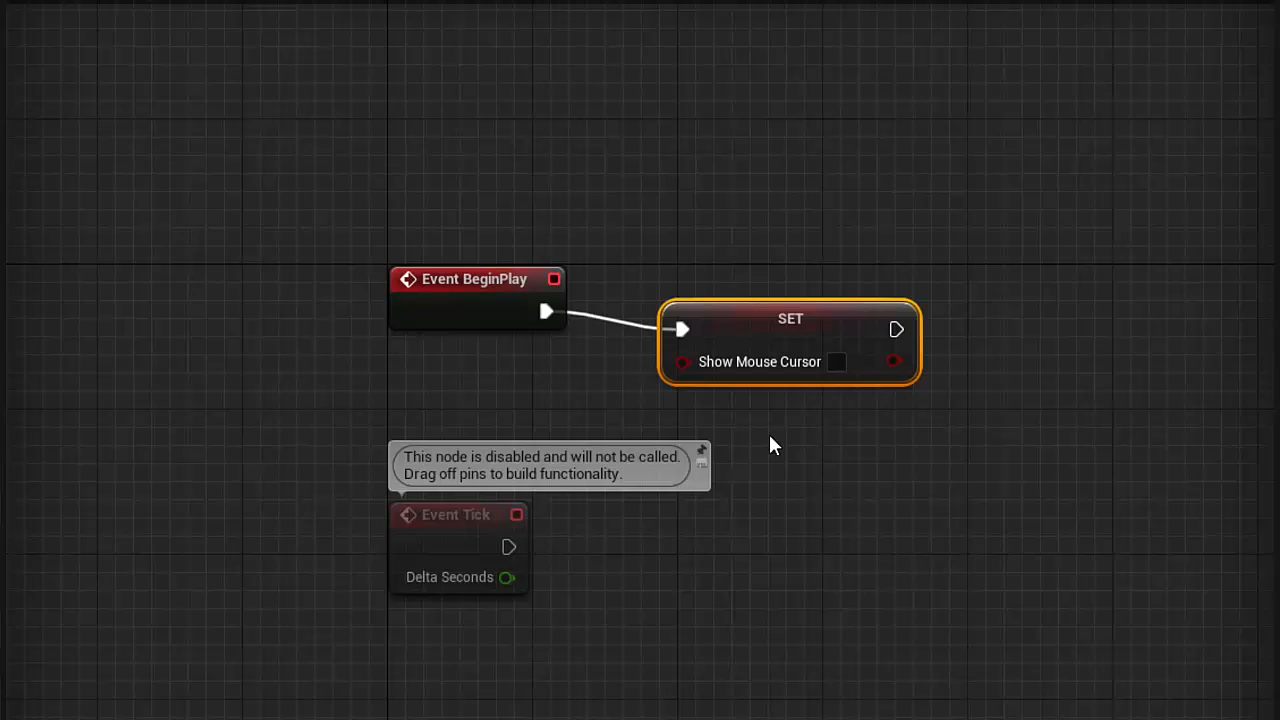 Event BeginPlay
SET
Show Mouse Cursor
This node is disabled and will not be called.
Drag off pins to build functionality.
Event Tick
Delta Seconds